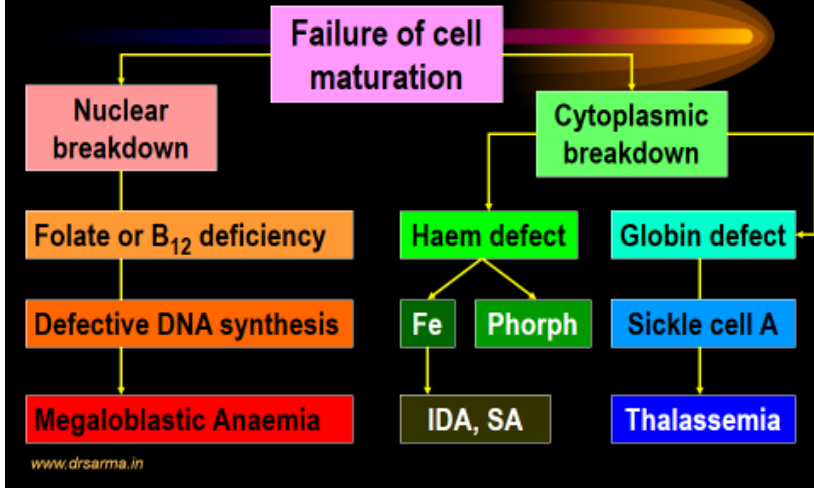 Failure of cell
maturation
Nuclear
breakdown
Cytoplasmic
breakdown
Folate or B₁₂ deficiency
Haem defect
Globin defect
Defective DNA synthesis
Fe
Phorph
Sickle cell A
Megaloblastic Anaemia
IDA, SA
Thalassemia
www.drsarma.in